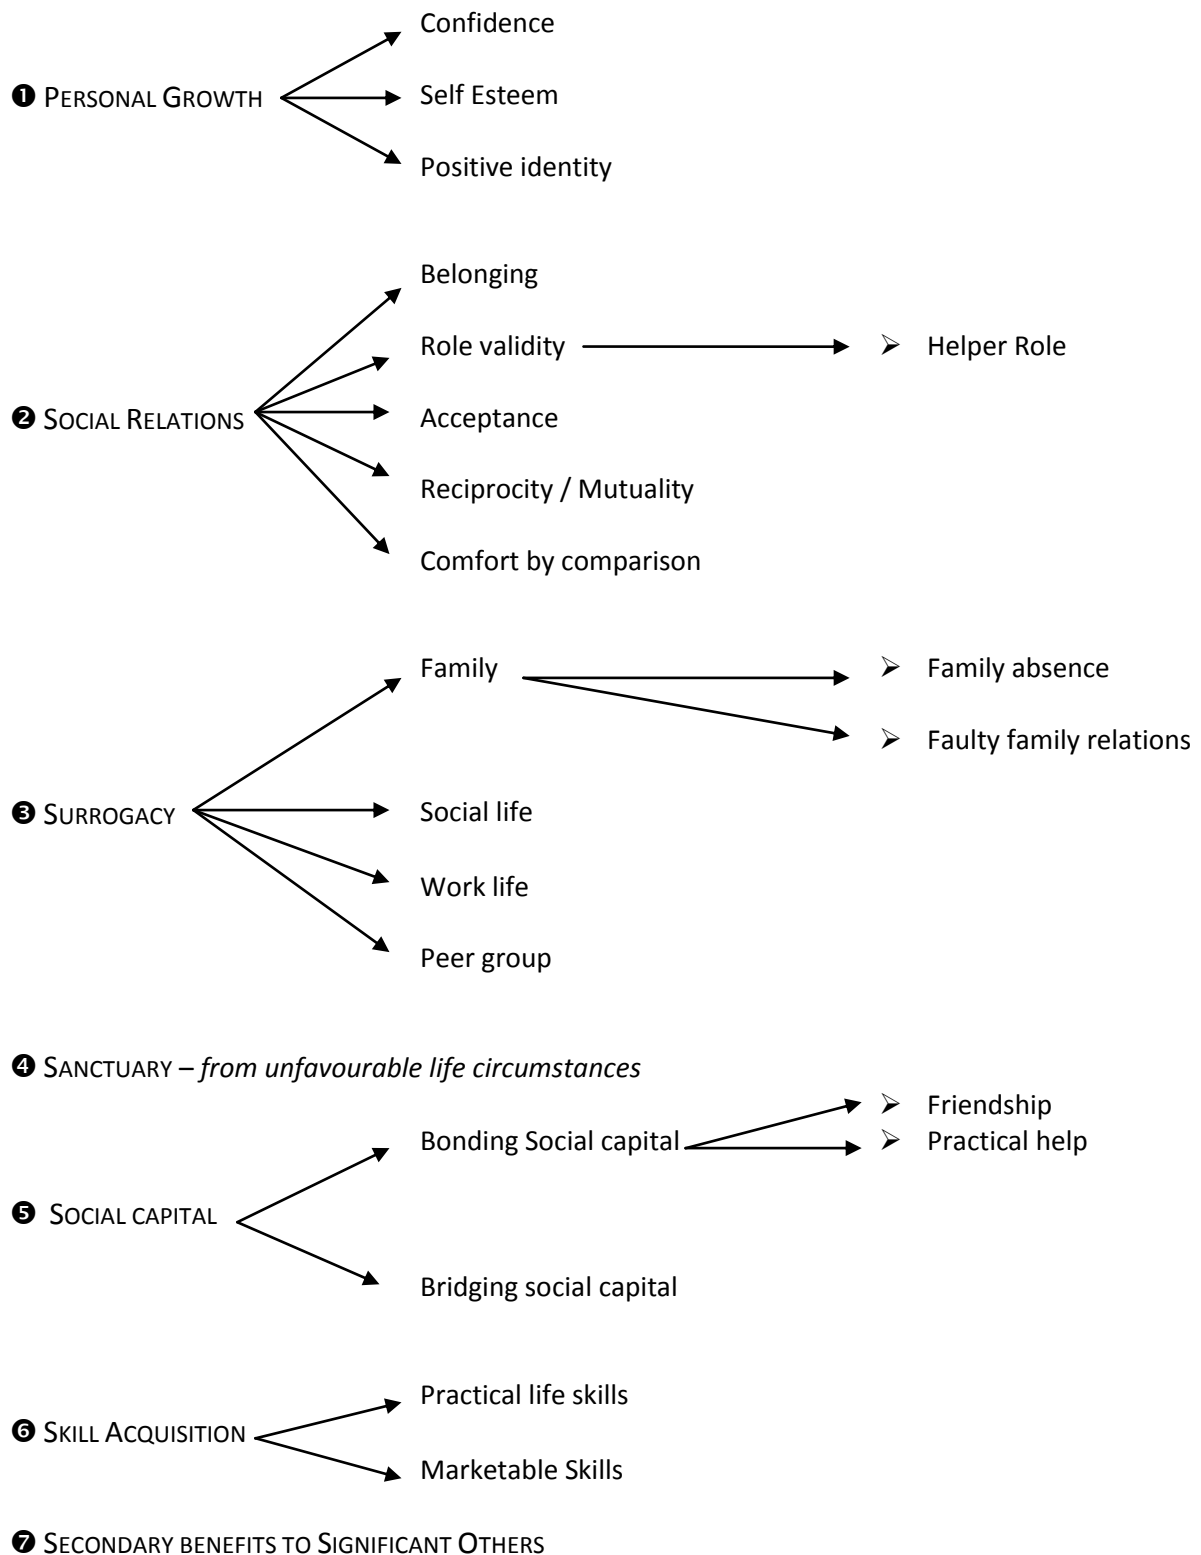 Confidence
❶ PERSONAL GROWTH
Self Esteem
Positive identity
Belonging
Role validity
➢ Helper Role
❷ SOCIAL RELATIONS
Acceptance
Reciprocity / Mutuality
Comfort by comparison
Family
➢ Family absence
➢ Faulty family relations
❸ SURROGACY
Social life
Work life
Peer group
❹ SANCTUARY – from unfavourable life circumstances
➢ Friendship
Bonding Social capital
➢ Practical help
❺ SOCIAL CAPITAL
Bridging social capital
Practical life skills
❻ SKILL ACQUISITION
Marketable Skills
❼ SECONDARY BENEFITS TO SIGNIFICANT OTHERS